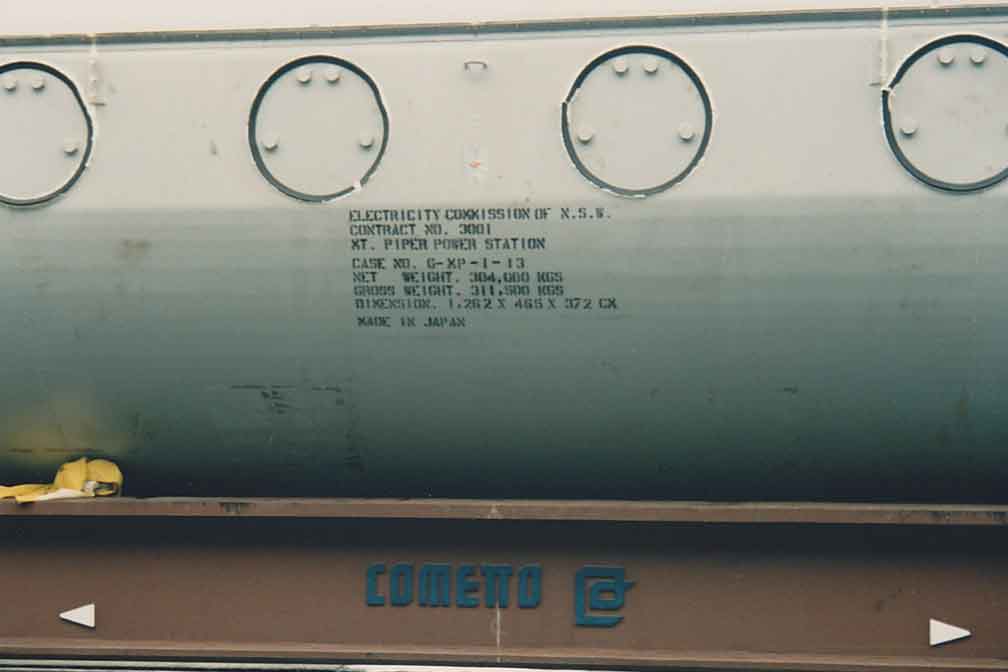 ELECTRICITY COMMISSION OF N.S.W.
CONTRACT NO. 3001
MT. PIPER POWER STATION
CASE NO. G-MP-1-13
NET WEIGHT. 304,000 KGS
GROSS WEIGHT. 311,500 KGS
DIMENSION. 1,262 X 465 X 372 CM
MADE IN JAPAN
COMETTO